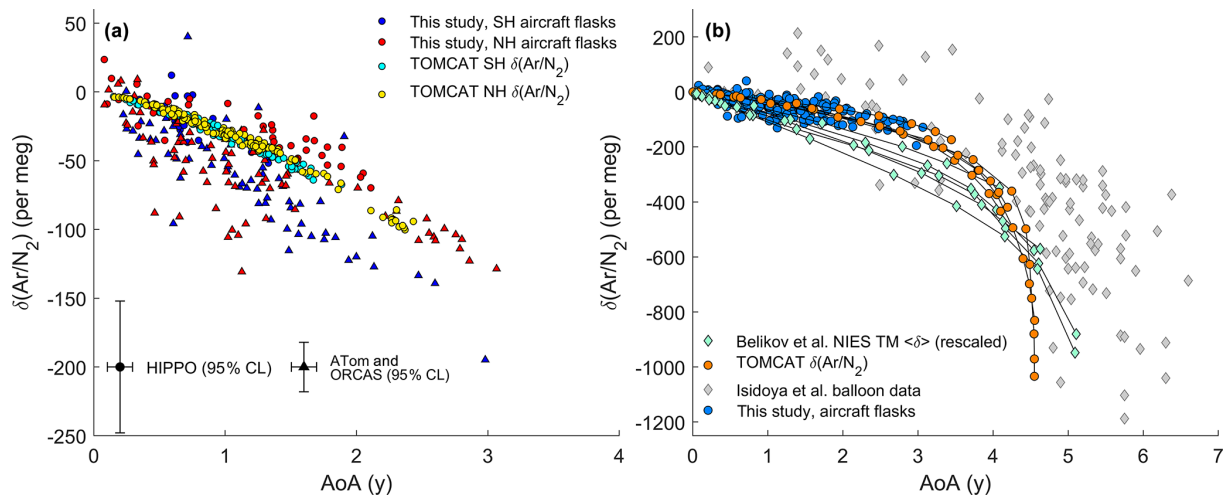 (a)
This study, SH aircraft flasks
This study, NH aircraft flasks
TOMCAT SH δ(Ar/N2)
TOMCAT NH δ(Ar/N2)
50
0
-50
-100
-150
-200
-250
δ(Ar/N2) (per meg)
HIPPO (95% CL)
ATom and
ORCAS (95% CL)
0 1 2 3 4
AoA (y)
(b)
200
0
-200
-400
-600
-800
-1000
-1200
δ(Ar/N2) (per meg)
Belikov et al. NIES TM <δ> (rescaled)
TOMCAT δ(Ar/N2)
Isidoya et al. balloon data
This study, aircraft flasks
0 1 2 3 4 5 6 7
AoA (y)